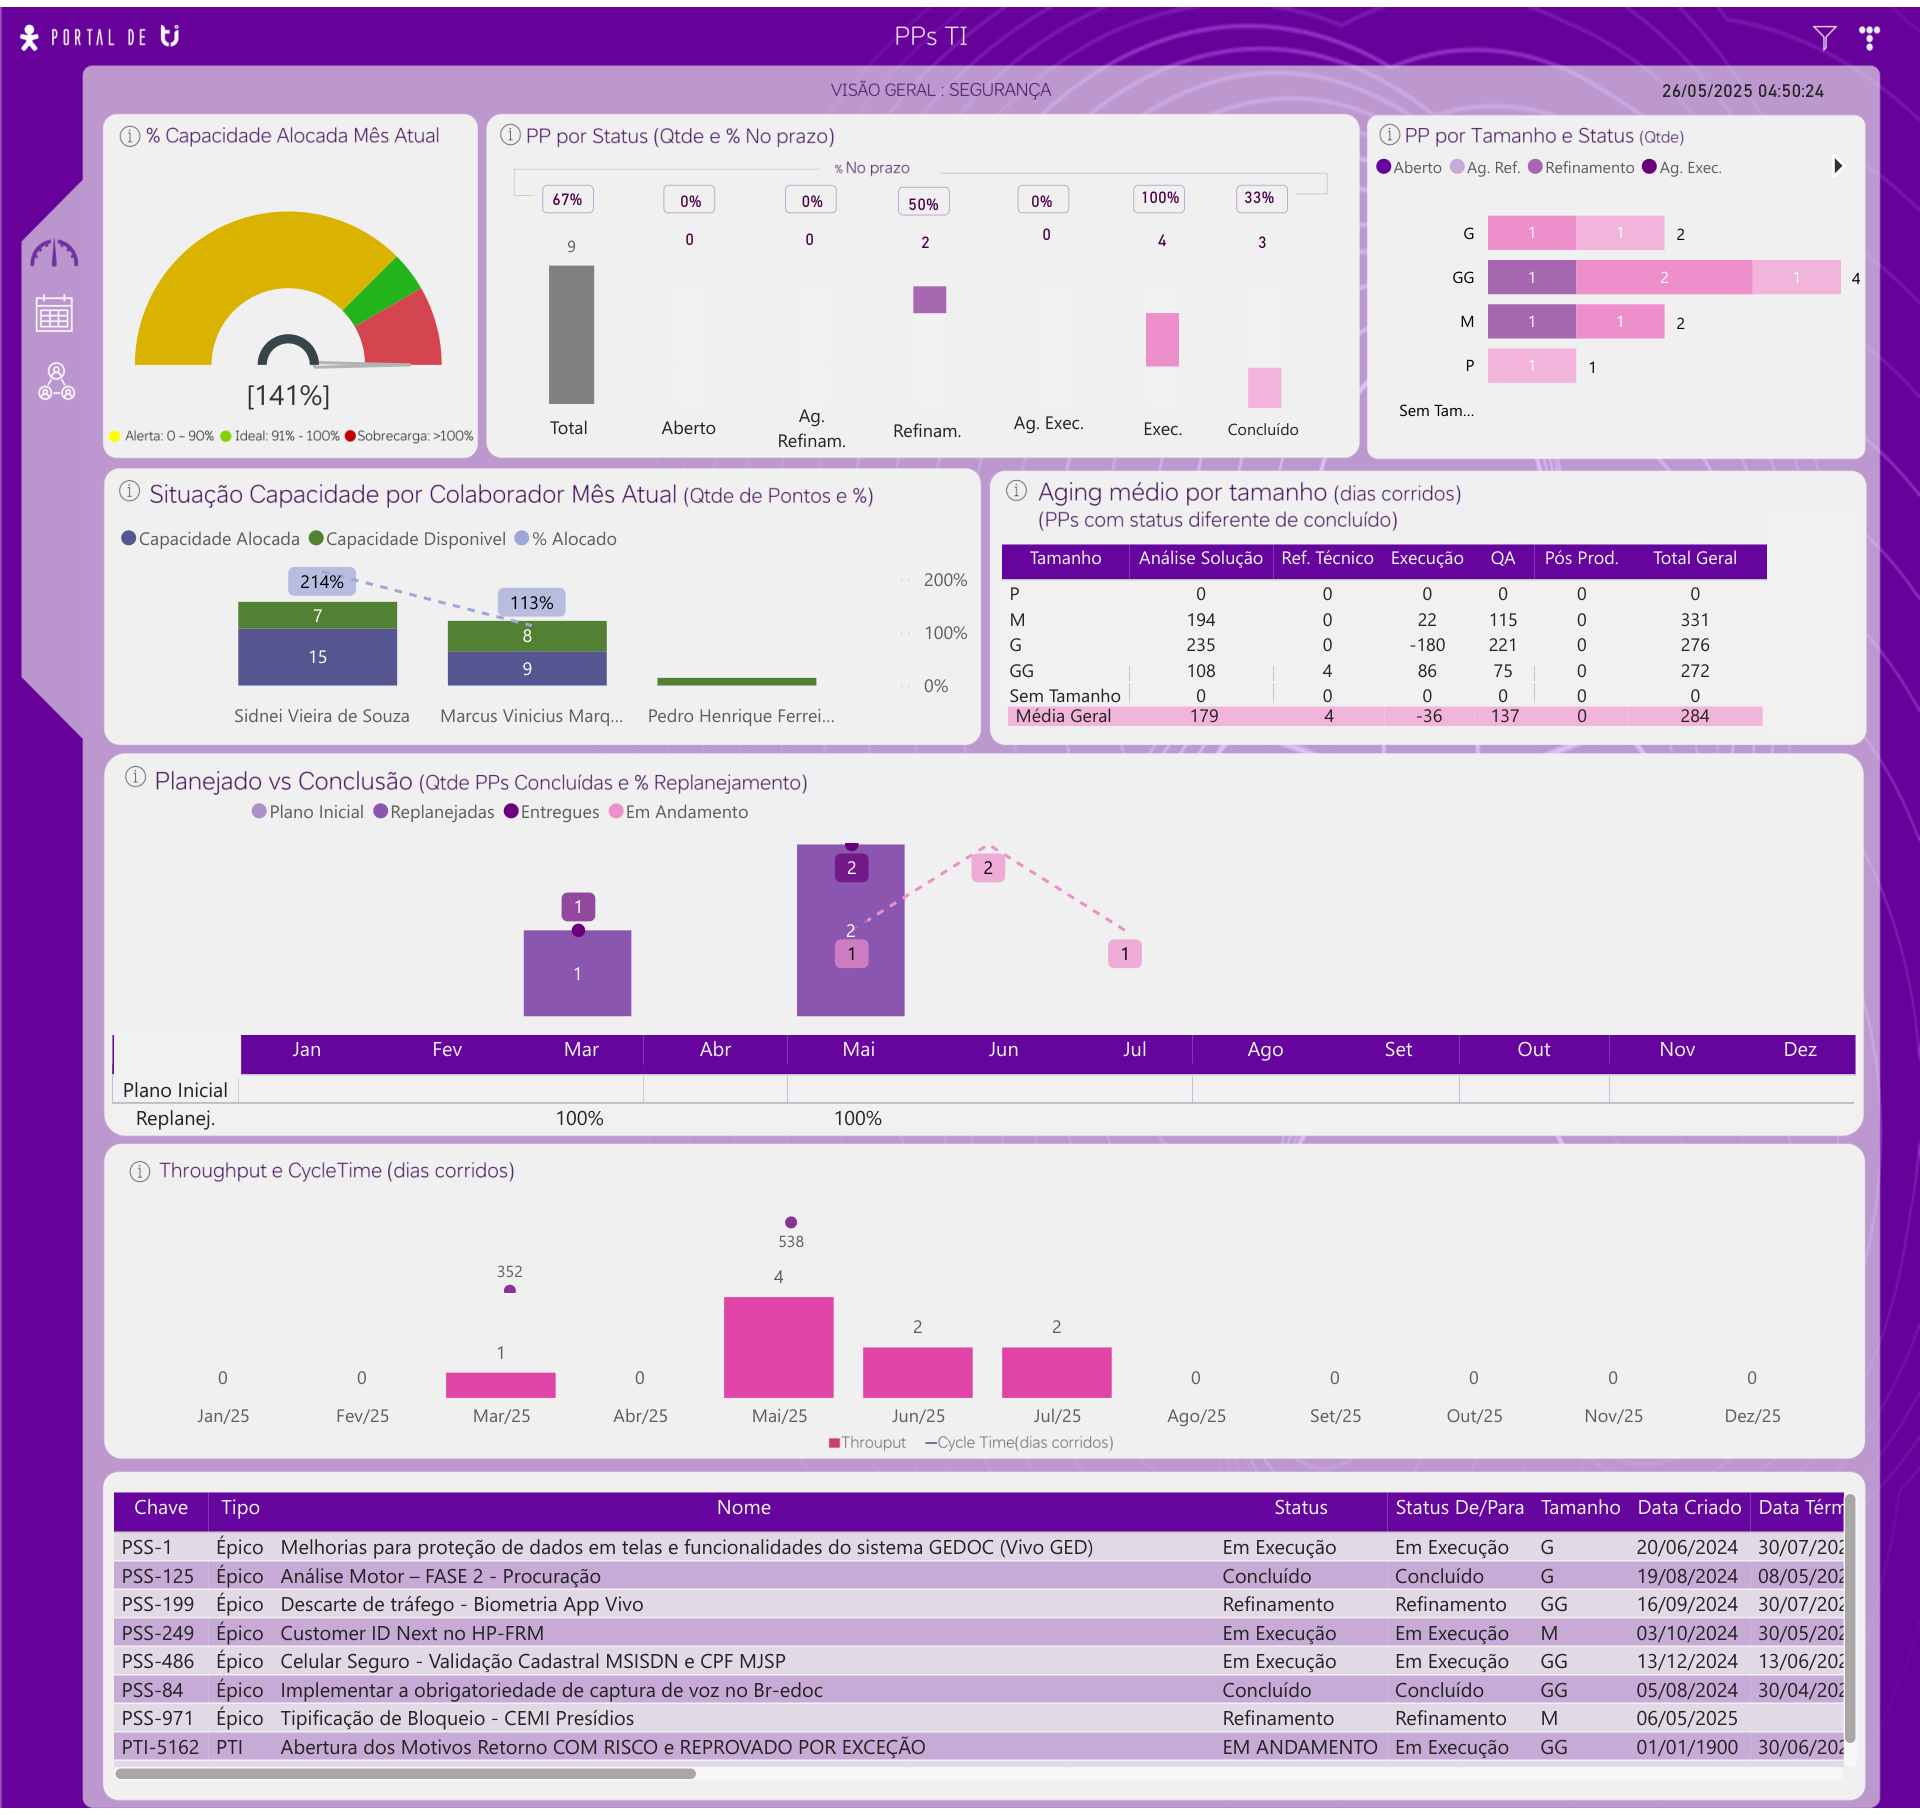 PORTAL DE ti
PPs TI
VISÃO GERAL : SEGURANÇA
26/05/2025 04:50:24
% Capacidade Alocada Mês Atual
[141%]
Alerta: 0 – 90% Ideal: 91% - 100% Sobrecarga: >100%
PP por Status (Qtde e % No prazo)
% No prazo
67% 0% 0% 50% 0% 100% 33%
9 0 0 2 0 4 3
Total Aberto Ag. Refinam. Refinam. Ag. Exec. Exec. Concluído
PP por Tamanho e Status (Qtde)
Aberto Ag. Ref. Refinamento Ag. Exec.
G 1 1 2
GG 1 2 1 4
M 1 1 2
P 1 1
Sem Tam...
Situação Capacidade por Colaborador Mês Atual (Qtde de Pontos e %)
Capacidade Alocada Capacidade Disponivel % Alocado
214% 200%
113%
7
8 100%
15
9
0%
Sidnei Vieira de Souza Marcus Vinicius Marq... Pedro Henrique Ferrei...
Aging médio por tamanho (dias corridos)
(PPs com status diferente de concluído)
Tamanho Análise Solução Ref. Técnico Execução QA Pós Prod. Total Geral
P 0 0 0 0 0 0
M 194 0 22 115 0 331
G 235 0 -180 221 0 276
GG 108 4 86 75 0 272
Sem Tamanho 0 0 0 0 0 0
Média Geral 179 4 -36 137 0 284
Planejado vs Conclusão (Qtde PPs Concluídas e % Replanejamento)
Plano Inicial Replanejadas Entregues Em Andamento
2 2
1
2
1 1
1
Jan Fev Mar Abr Mai Jun Jul Ago Set Out Nov Dez
Plano Inicial
Replanej. 100% 100%
Throughput e CycleTime (dias corridos)
538
352
4
2 2
1
0 0 0 0 0 0 0 0
Jan/25 Fev/25 Mar/25 Abr/25 Mai/25 Jun/25 Jul/25 Ago/25 Set/25 Out/25 Nov/25 Dez/25
Throuput Cycle Time(dias corridos)
Chave Tipo Nome Status Status De/Para Tamanho Data Criado Data Térm
PSS-1 Épico Melhorias para proteção de dados em telas e funcionalidades do sistema GEDOC (Vivo GED) Em Execução Em Execução G 20/06/2024 30/07/202
PSS-125 Épico Análise Motor – FASE 2 - Procuração Concluído Concluído G 19/08/2024 08/05/202
PSS-199 Épico Descarte de tráfego - Biometria App Vivo Refinamento Refinamento GG 16/09/2024 30/07/202
PSS-249 Épico Customer ID Next no HP-FRM Em Execução Em Execução M 03/10/2024 30/05/202
PSS-486 Épico Celular Seguro - Validação Cadastral MSISDN e CPF MJSP Em Execução Em Execução GG 13/12/2024 13/06/202
PSS-84 Épico Implementar a obrigatoriedade de captura de voz no Br-edoc Concluído Concluído GG 05/08/2024 30/04/202
PSS-971 Épico Tipificação de Bloqueio - CEMI Presídios Refinamento Refinamento M 06/05/2025
PTI-5162 PTI Abertura dos Motivos Retorno COM RISCO e REPROVADO POR EXCEÇÃO EM ANDAMENTO Em Execução GG 01/01/1900 30/06/202